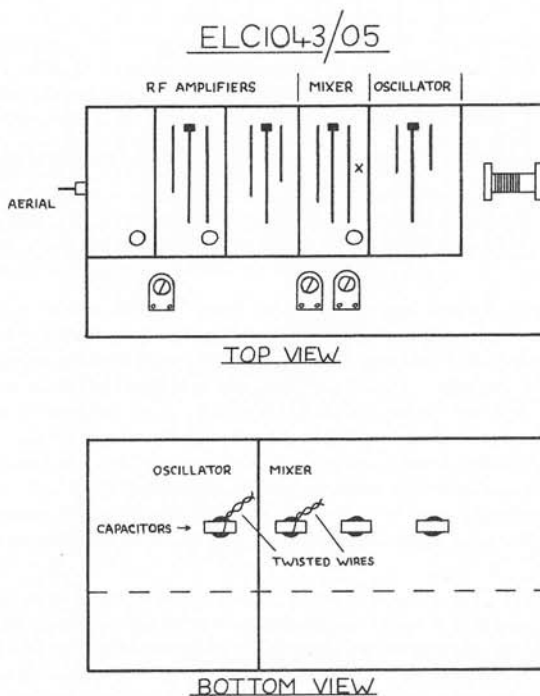 ELC1043/05
RF AMPLIFIERS MIXER OSCILLATOR
X
AERIAL
TOP VIEW
OSCILLATOR MIXER
CAPACITORS →
TWISTED WIRES
BOTTOM VIEW